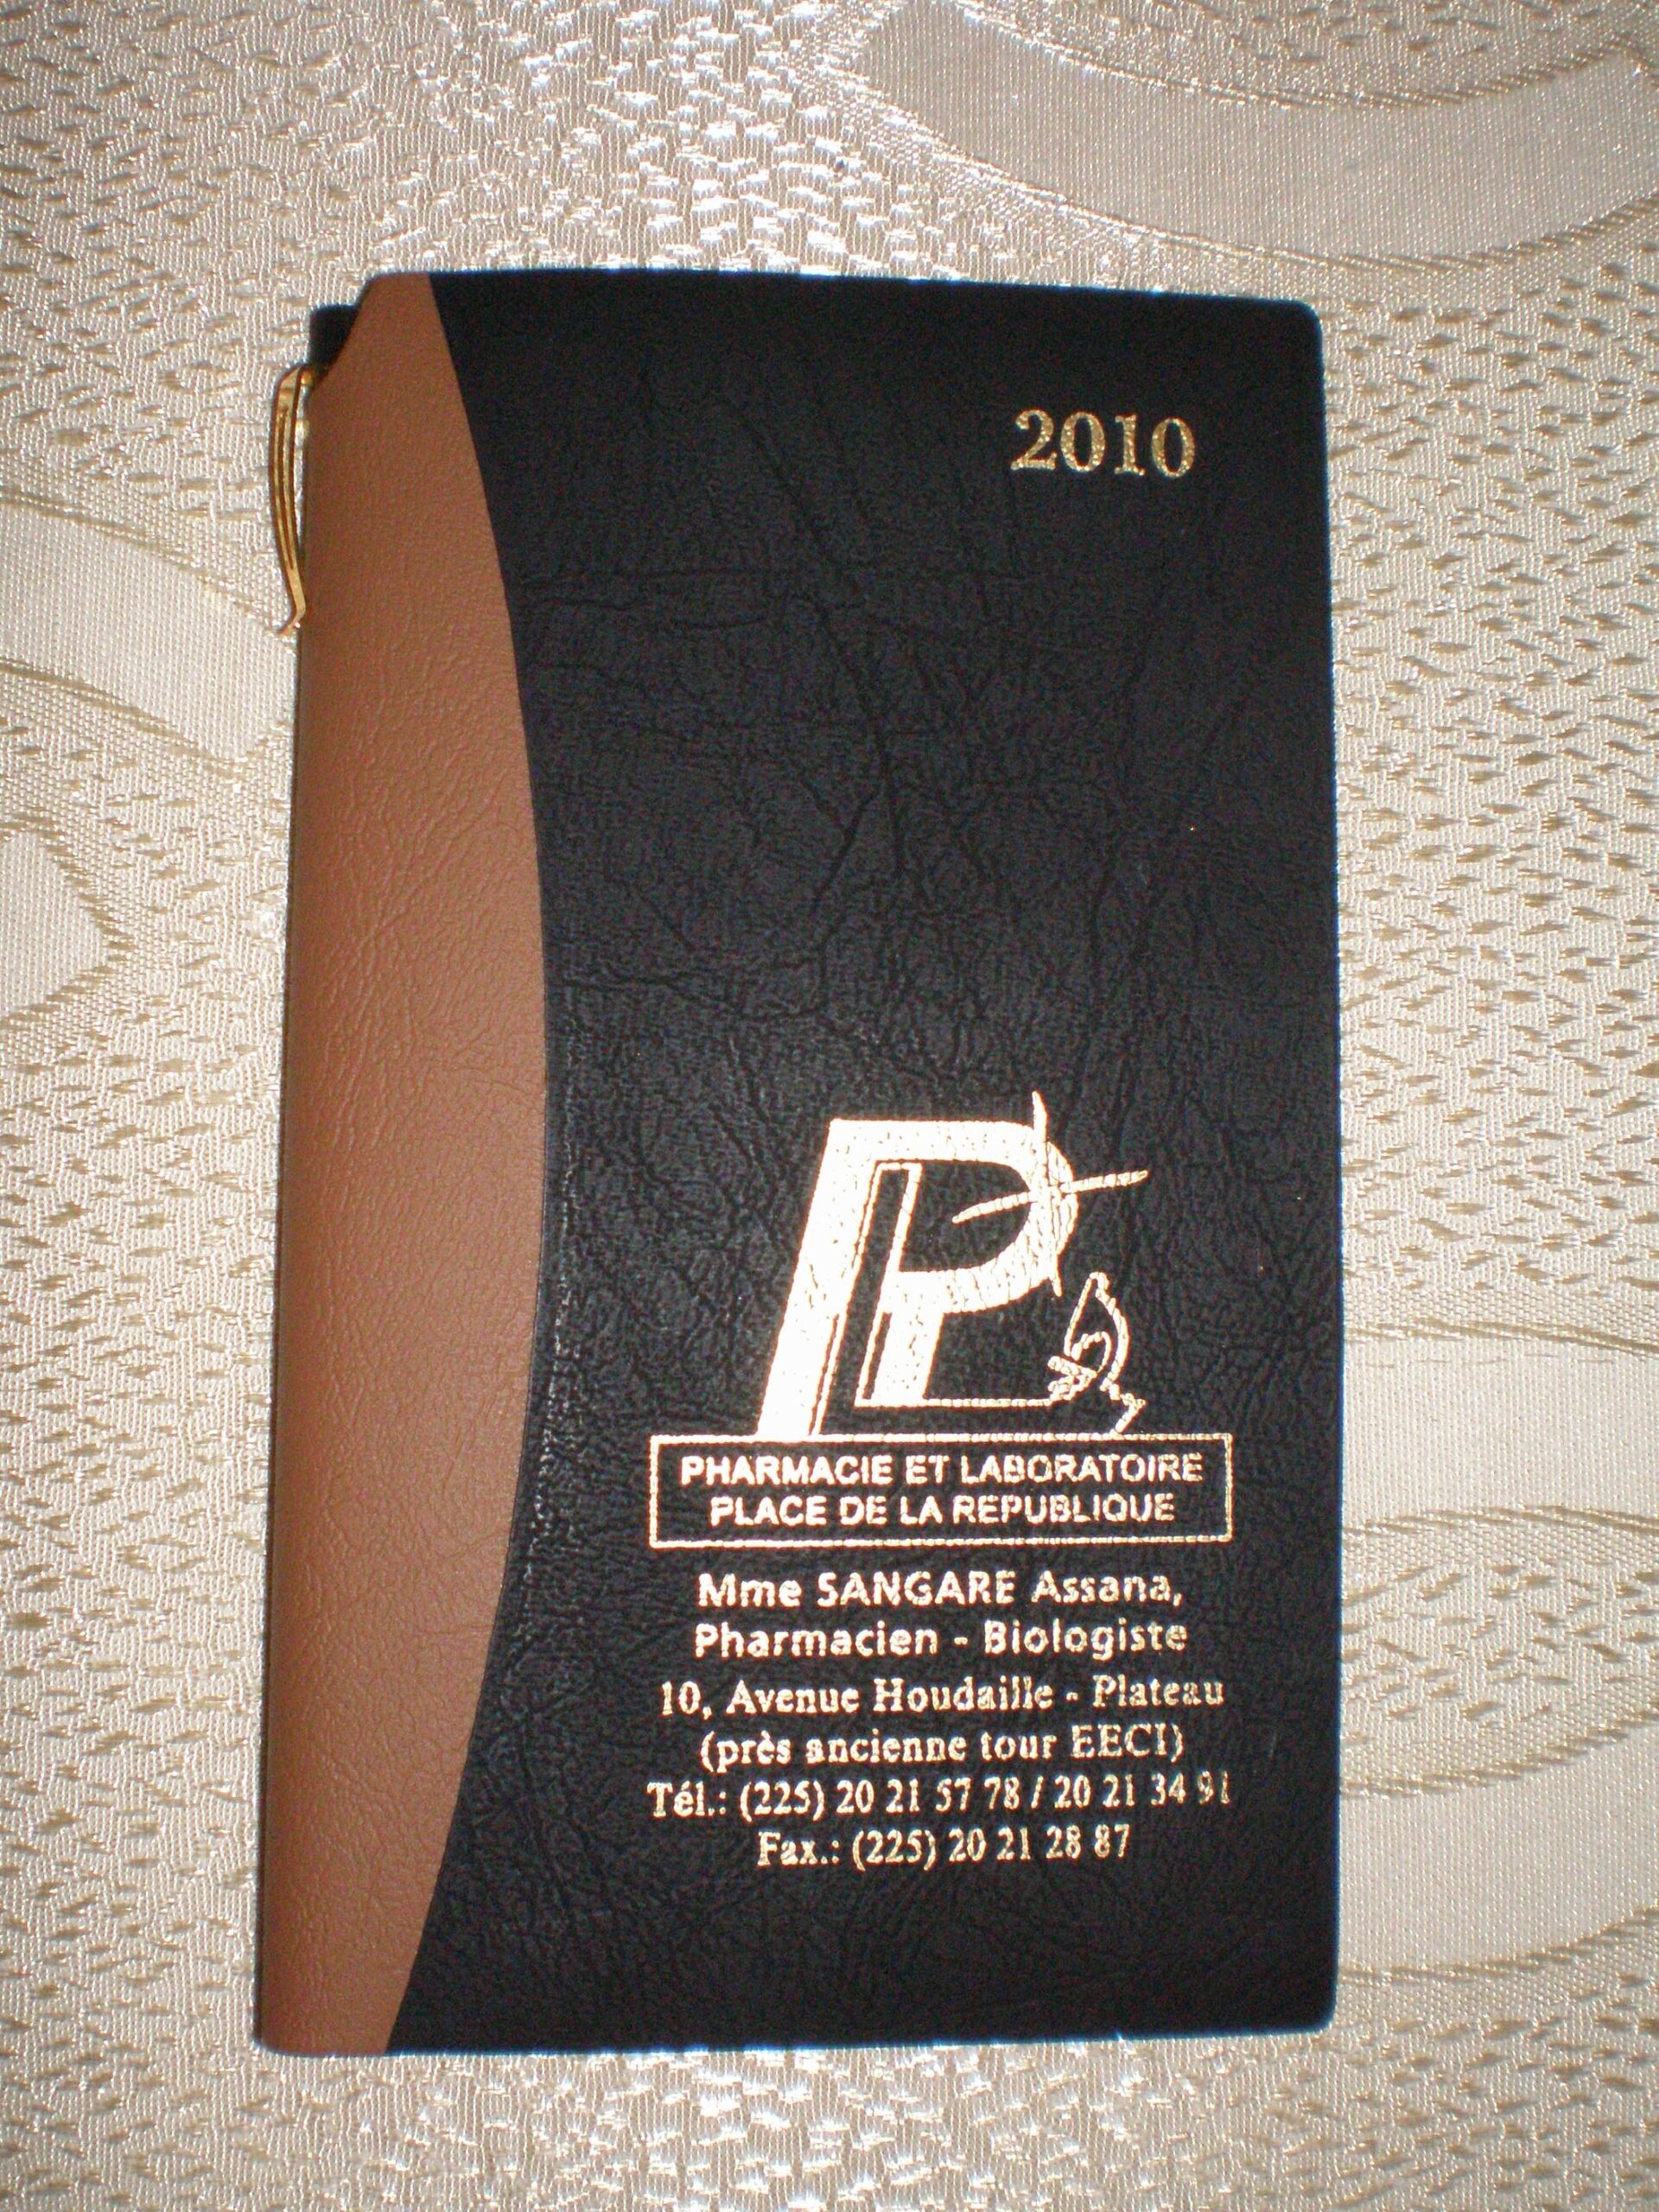 2010
PL
PHARMACIE ET LABORATOIRE
PLACE DE LA REPUBLIQUE
Mme SANGARE Assana,
Pharmacien - Biologiste
10, Avenue Houdaille - Plateau
(près ancienne tour EECI)
Tél.: (225) 20 21 57 78 / 20 21 34 91
Fax.: (225) 20 21 28 87